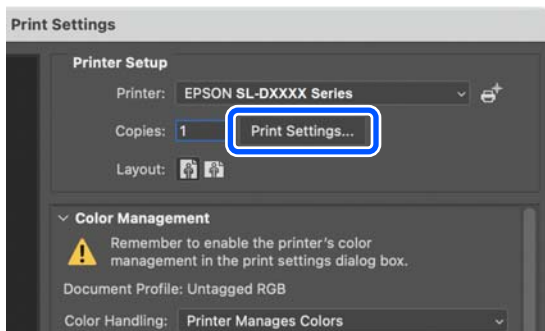 Print Settings
Printer Setup
Printer: EPSON SL-DXXXX Series
Copies: 1 Print Settings...
Layout:
Color Management
Remember to enable the printer's color
management in the print settings dialog box.
Document Profile: Untagged RGB
Color Handling: Printer Manages Colors